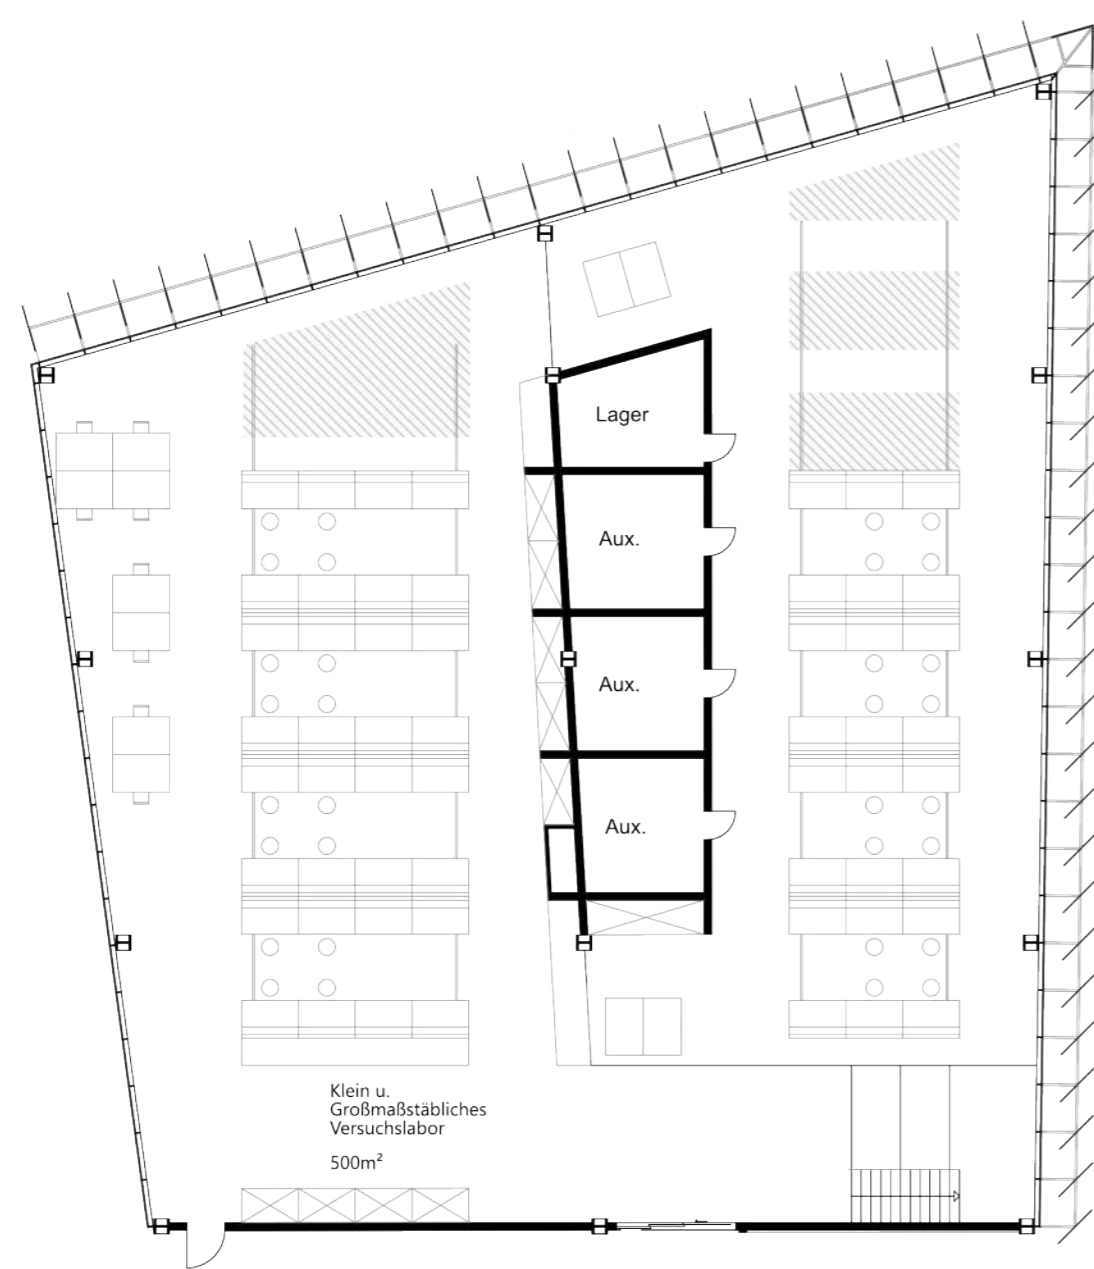 Lager
Aux.
Aux.
Aux.
Klein u.
Großmaßstäbliches
Versuchslabor
500m²